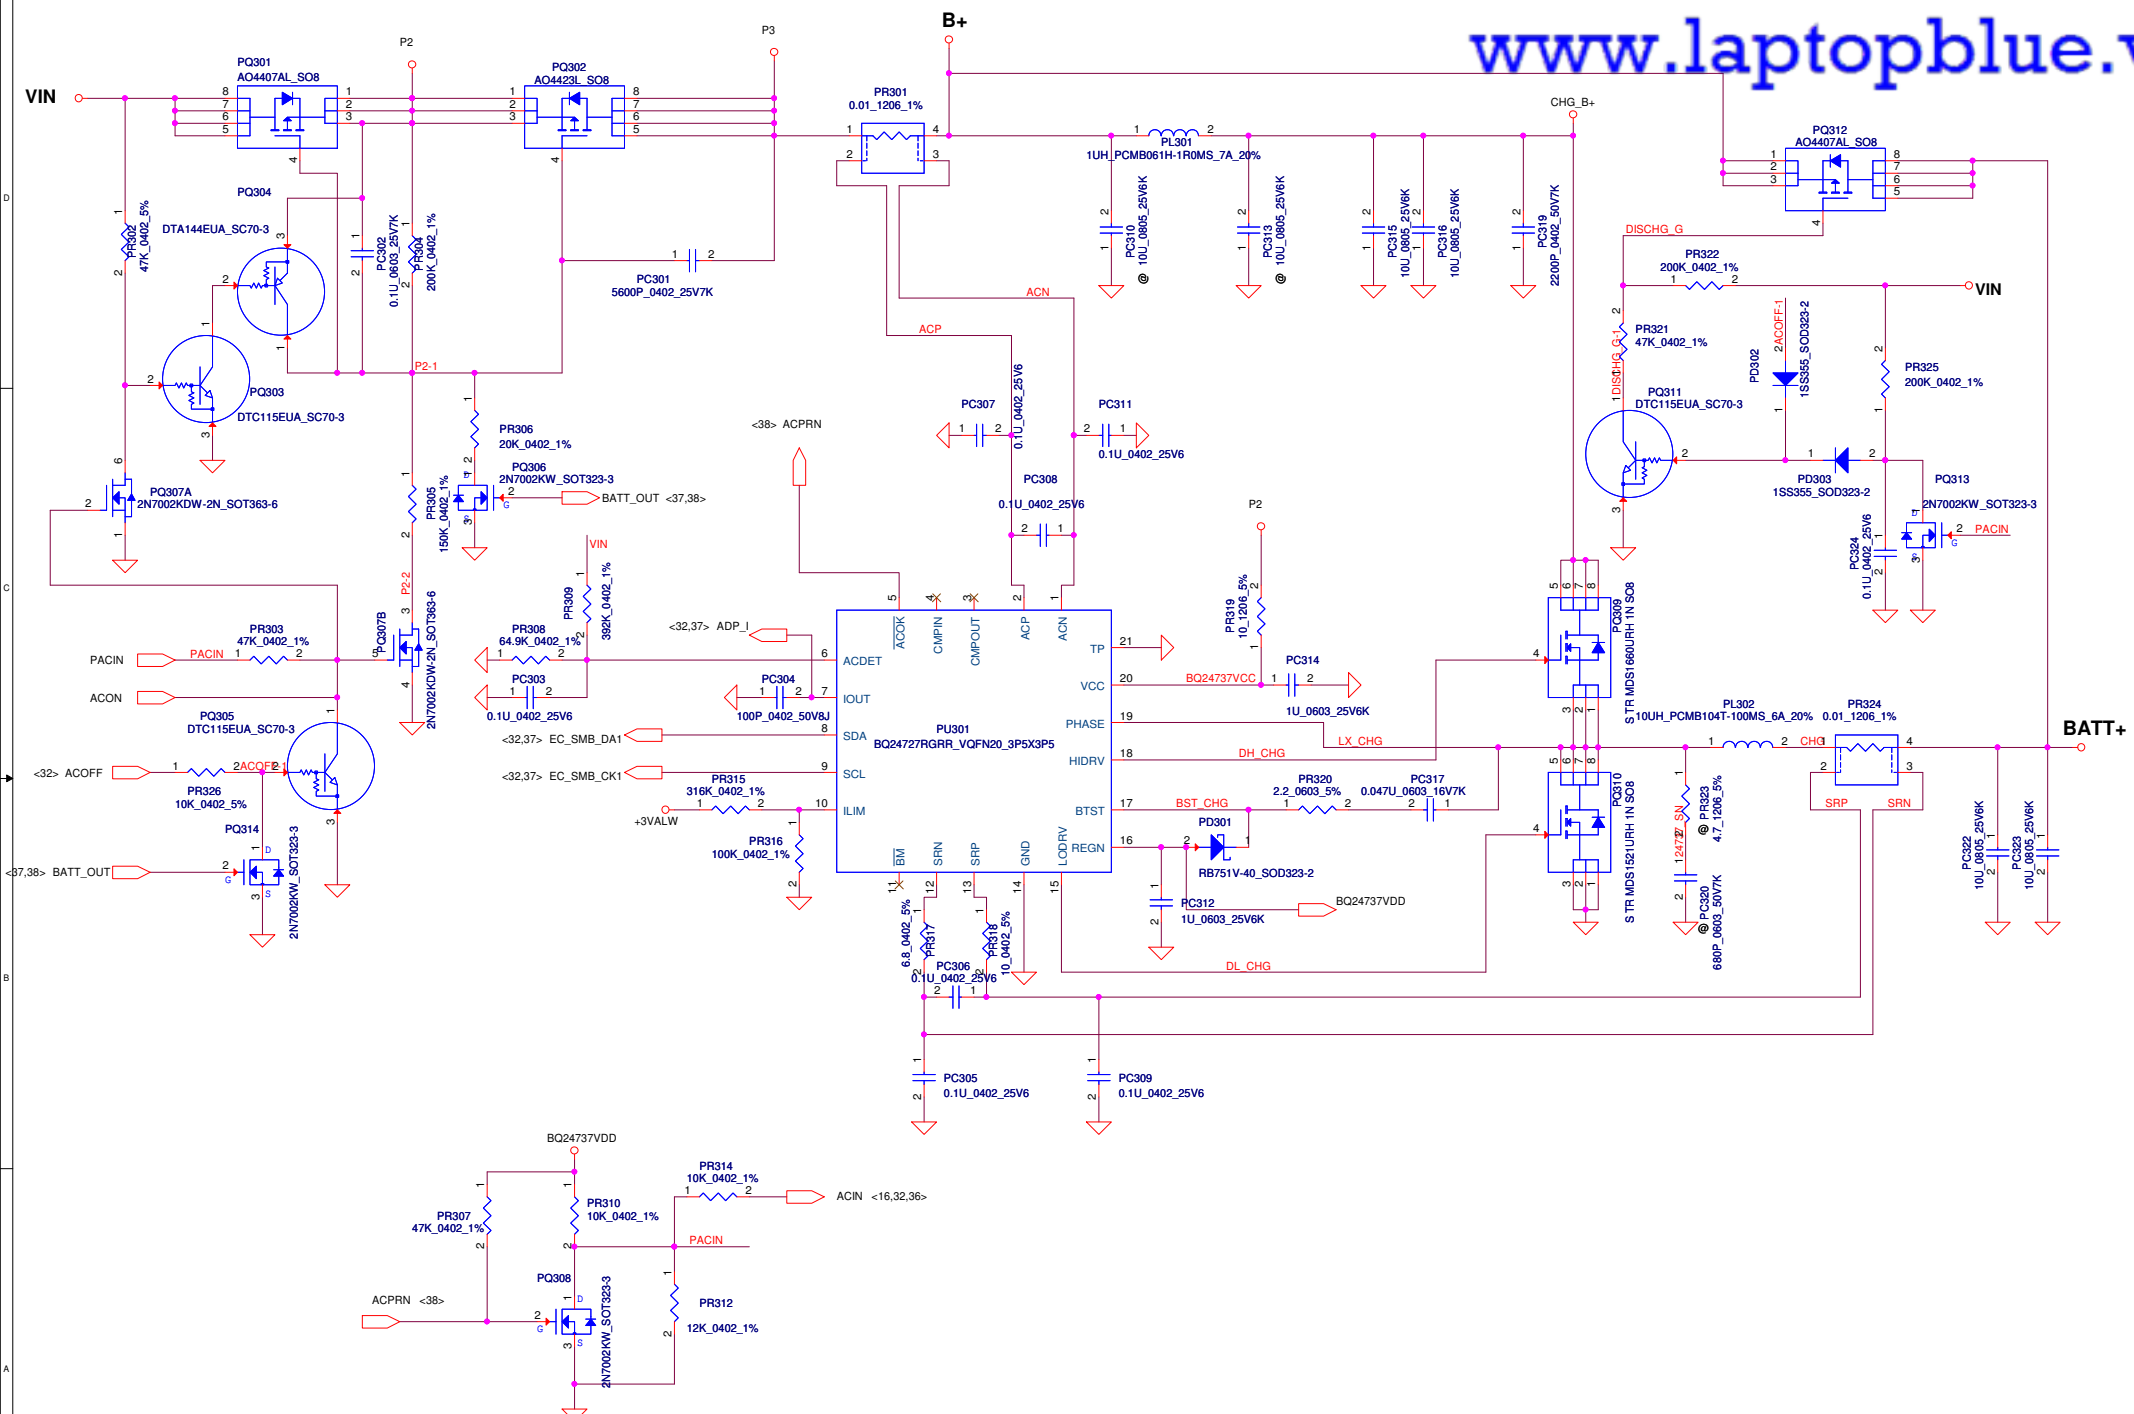 www.laptopblue.v
B+
P3
P2
PQ301
AO4407AL_SO8
PQ302
AO4423L_SO8
VIN
PR301
0.01_1206_1%
CHG_B+
PL301
1UH_PCMB061H-1R0MS_7A_20%
PQ312
AO4407AL_SO8
PQ304
DTA144EUA_SC70-3
PR302
47K_0402_5%
PC302
0.1U_0603_25V7K
PR304
200K_0402_1%
PC301
5600P_0402_25V7K
PC310
@ 10U_0805_25V6K
PC313
@ 10U_0805_25V6K
PC315
10U_0805_25V6K
PC316
10U_0805_25V6K
PC319
2200P_0402_50V7K
DISCHG_G
PR322
200K_0402_1%
VIN
ACN
ACP
PR321
47K_0402_1%
DISCHG_G-1
PD302
ACOFF-1
1SS355_SOD323-2
PR325
200K_0402_1%
P2-1
PQ303
DTC115EUA_SC70-3
PQ311
DTC115EUA_SC70-3
PR306
20K_0402_1%
<38> ACPRN
PC307
0.1U_0402_25V6
PC311
0.1U_0402_25V6
PQ306
2N7002KW_SOT323-3
BATT_OUT <37,38>
PC308
0.1U_0402_25V6
PD303
1SS355_SOD323-2
PQ313
2N7002KW_SOT323-3
PACIN
PC324
0.1U_0402_25V6
PQ307A
2N7002KDW-2N_SOT363-6
PR305
150K_0402_1%
P2
VIN
P2-2
PR309
392K_0402_1%
PR319
10_1206_5%
PQ309
S TR MDS1660URH 1N SO8
PR303
47K_0402_1%
PACIN
PACIN
ACON
PQ307B
2N7002KDW-2N_SOT363-6
PR308
64.9K_0402_1%
PC303
0.1U_0402_25V6
<32,37> ADP_I
PC304
100P_0402_50V8J
ACOK
CMPIN
CMPOUT
ACP
ACN
ACDET
IOUT
SDA
SCL
ILIM
PU301
BQ24727RGRR_VQFN20_3P5X3P5
TP
VCC
PHASE
HIDRV
BTST
REGN
BM
SRN
SRP
GND
LODRV
BQ24737VCC
PC314
1U_0603_25V6K
PQ305
DTC115EUA_SC70-3
<32,37> EC_SMB_DA1
<32,37> EC_SMB_CK1
LX_CHG
DH_CHG
PL302
10UH_PCMB104T-100MS_6A_20%
PR324
0.01_1206_1%
CHG
BATT+
<32> ACOFF
ACOFF-1
PR326
10K_0402_5%
PR315
316K_0402_1%
+3VALW
PR316
100K_0402_1%
BST_CHG
PR320
2.2_0603_5%
PC317
0.047U_0603_16V7K
PD301
RB751V-40_SOD323-2
PQ310
S TR MDS1521URH 1N SO8
@ PR323
4.7_1206_5%
24737_SN
@ PC320
680P_0603_50V7K
SRP
SRN
PC322
10U_0805_25V6K
PC323
10U_0805_25V6K
PQ314
2N7002KW_SOT323-3
<37,38> BATT_OUT
PC312
1U_0603_25V6K
BQ24737VDD
PR317
6.8_0402_5%
PR318
10_0402_5%
PC306
0.1U_0402_25V6
DL_CHG
PC305
0.1U_0402_25V6
PC309
0.1U_0402_25V6
BQ24737VDD
PR314
10K_0402_1%
ACIN <16,32,36>
PR307
47K_0402_1%
PR310
10K_0402_1%
PACIN
PQ308
2N7002KW_SOT323-3
ACPRN <38>
PR312
12K_0402_1%
D
C
B
A